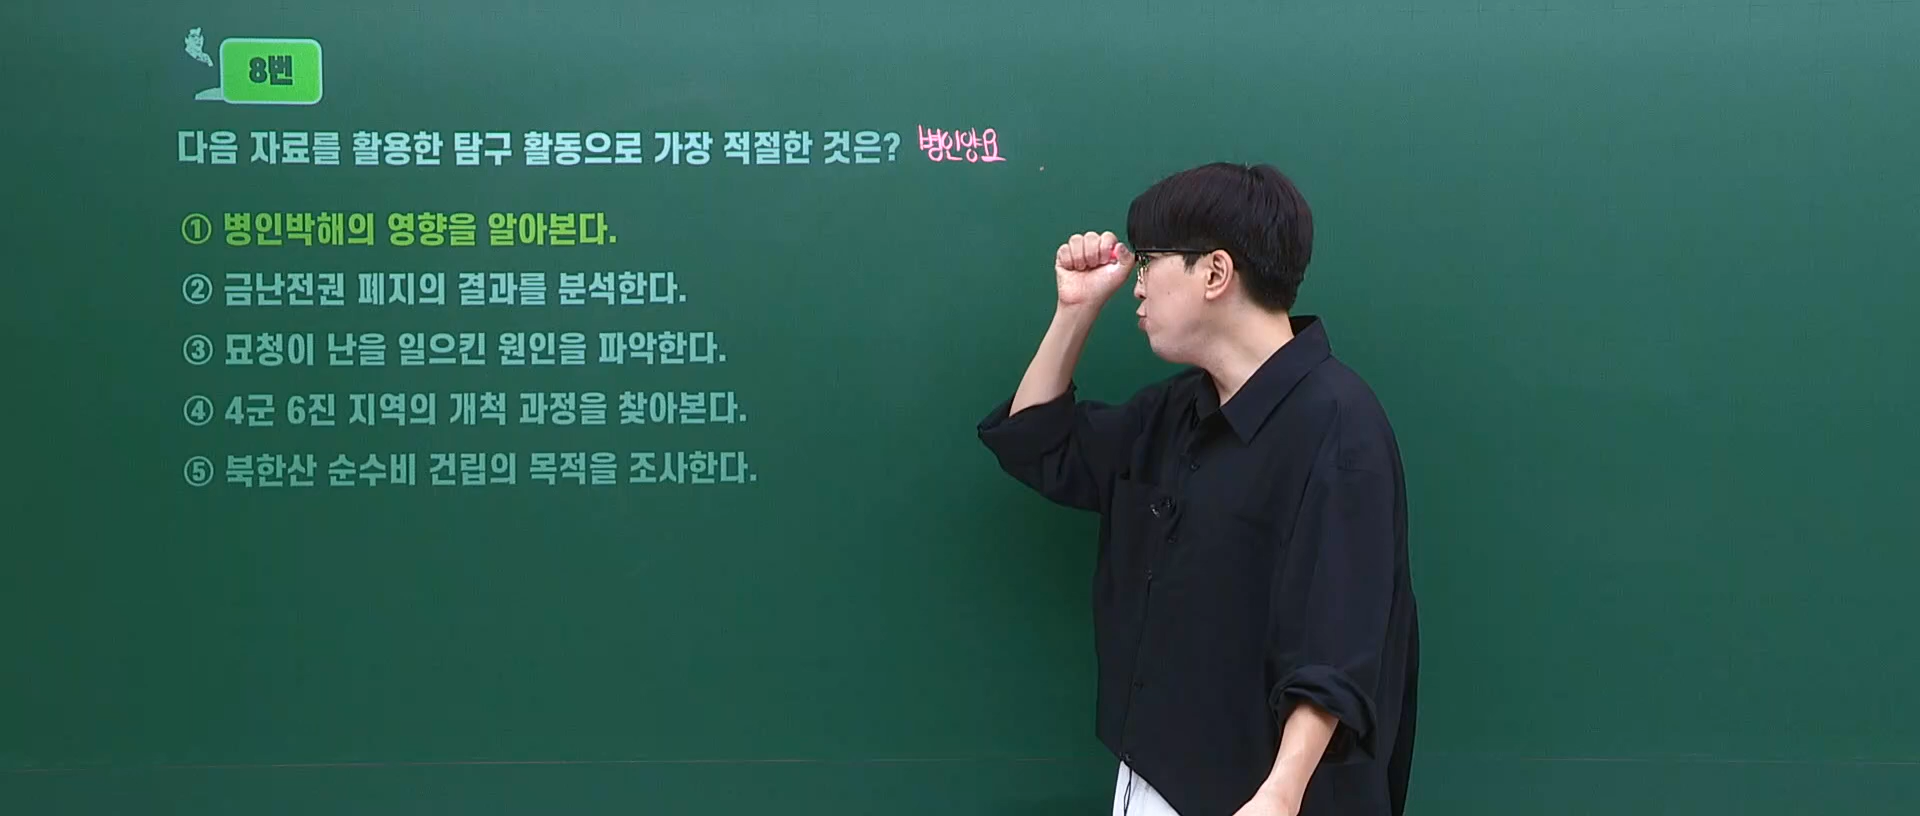 8번
다음 자료를 활용한 탐구 활동으로 가장 적절한 것은? 병인양요
① 병인박해의 영향을 알아본다.
② 금난전권 폐지의 결과를 분석한다.
③ 묘청이 난을 일으킨 원인을 파악한다.
④ 4군 6진 지역의 개척 과정을 찾아본다.
⑤ 북한산 순수비 건립의 목적을 조사한다.